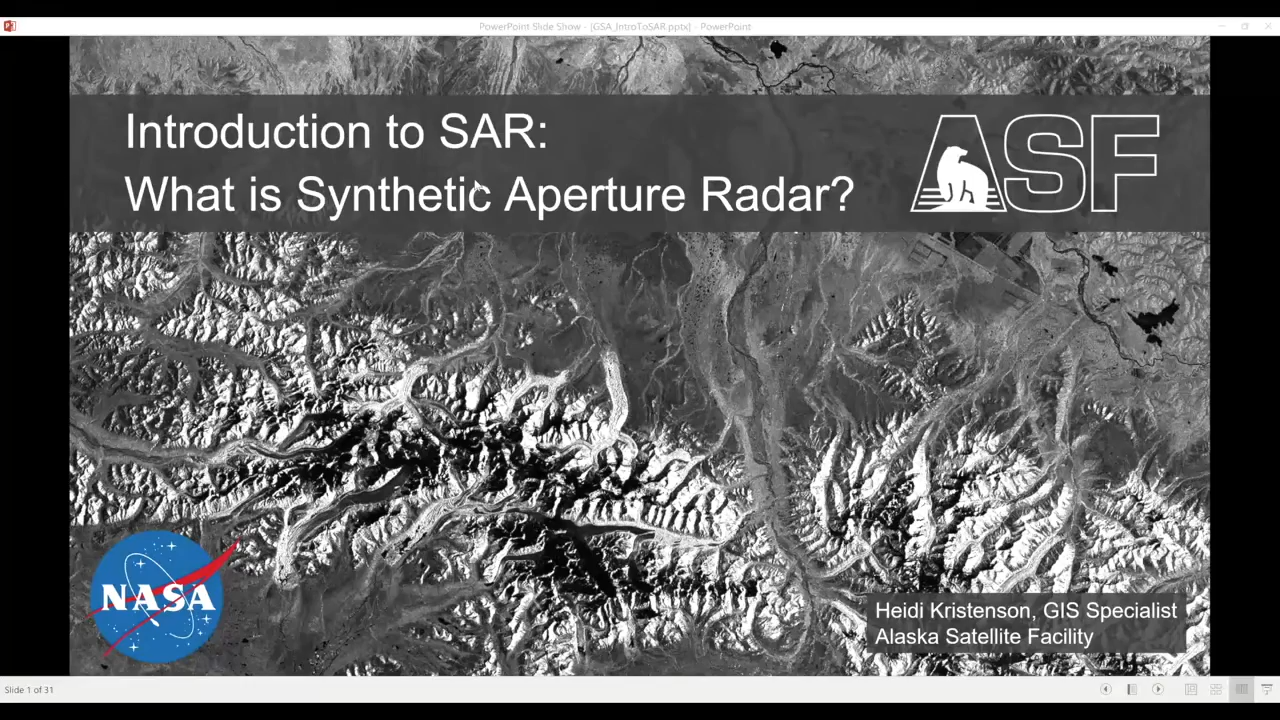 PowerPoint Slide Show - [GSA_IntroToSAR.pptx] - PowerPoint
Introduction to SAR:
What is Synthetic Aperture Radar?
ASF
NASA
Heidi Kristenson, GIS Specialist
Alaska Satellite Facility
Slide 1 of 31